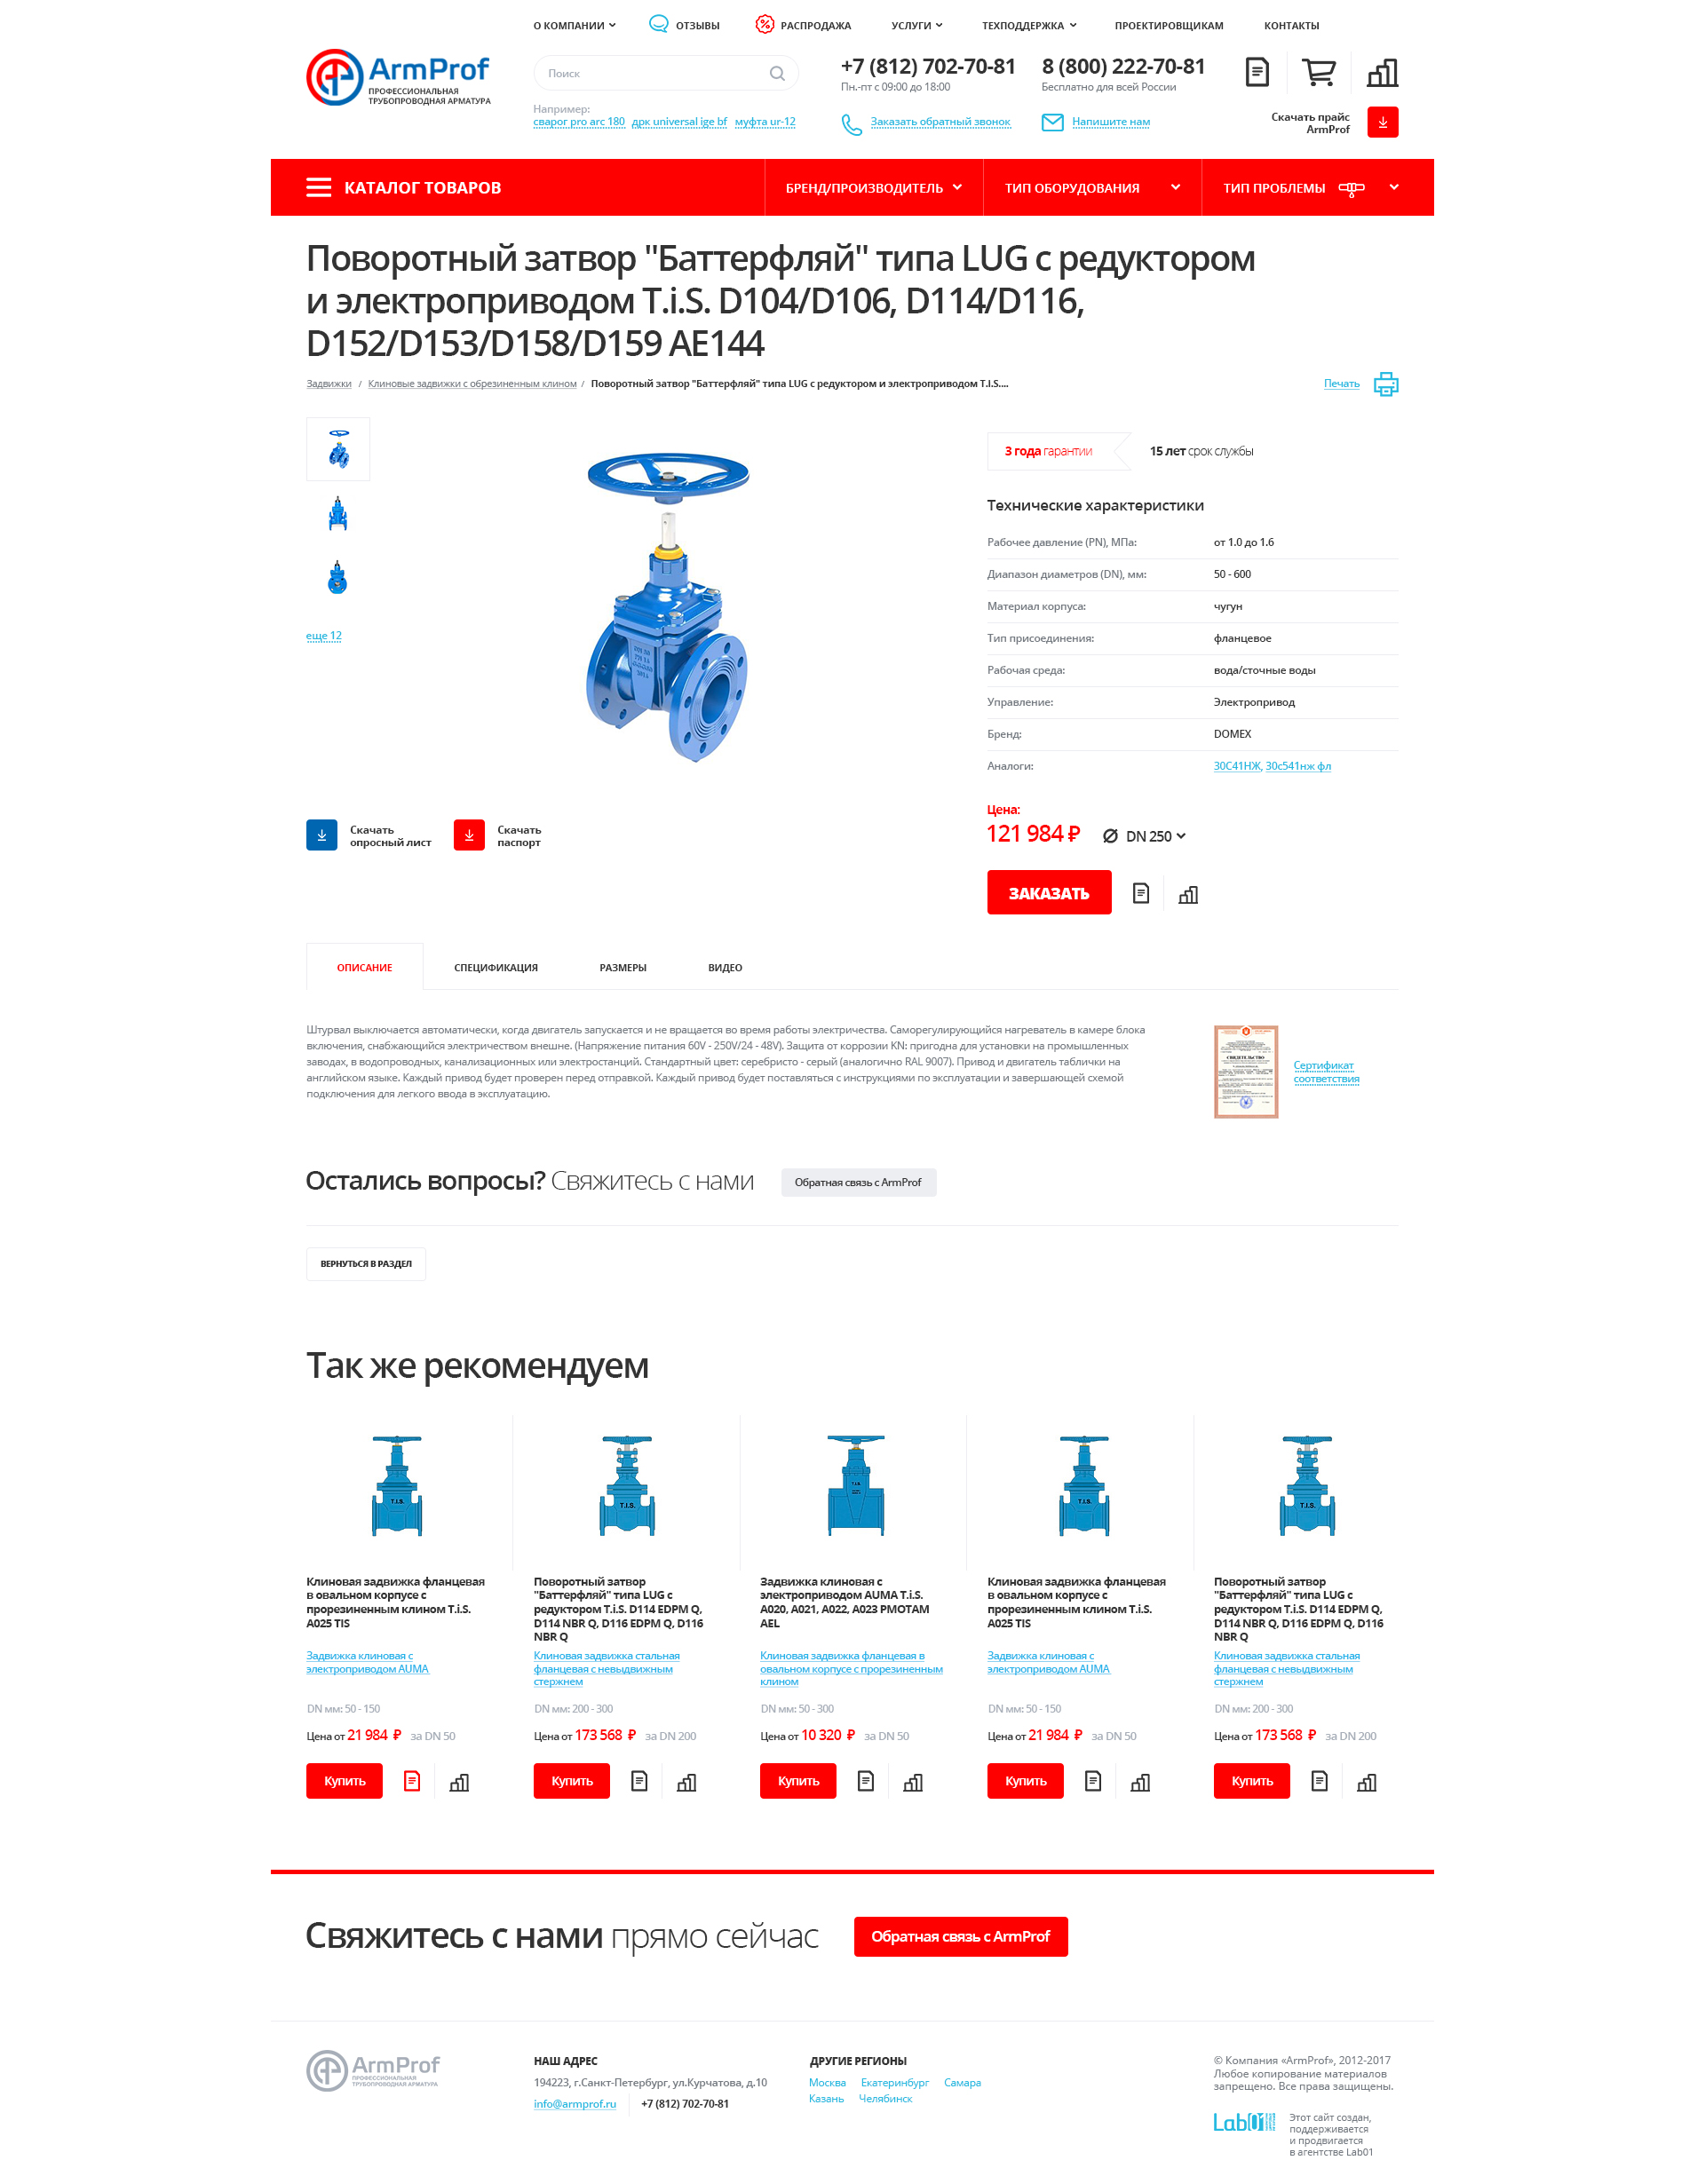 О КОМПАНИИ ОТЗЫВЫ РАСПРОДАЖА УСЛУГИ ТЕХПОДДЕРЖКА ПРОЕКТИРОВЩИКАМ КОНТАКТЫ
ArmProf
ПРОФЕССИОНАЛЬНАЯ
ТРУБОПРОВОДНАЯ АРМАТУРА
Поиск
Например:
сварог pro arc 180 дрк universal ige bf муфта ur-12
+7 (812) 702-70-81
Пн.-пт с 09:00 до 18:00
Заказать обратный звонок
8 (800) 222-70-81
Бесплатно для всей России
Напишите нам
Скачать прайс
ArmProf
КАТАЛОГ ТОВАРОВ БРЕНД/ПРОИЗВОДИТЕЛЬ ТИП ОБОРУДОВАНИЯ ТИП ПРОБЛЕМЫ
Поворотный затвор "Баттерфляй" типа LUG с редуктором
и электроприводом T.i.S. D104/D106, D114/D116,
D152/D153/D158/D159 AE144
Задвижки / Клиновые задвижки с обрезиненным клином / Поворотный затвор "Баттерфляй" типа LUG с редуктором и электроприводом T.i.S....
Печать
еще 12
Скачать
опросный лист
Скачать
паспорт
3 года гарантии 15 лет срок службы
Технические характеристики
Рабочее давление (PN), МПа: от 1.0 до 1.6
Диапазон диаметров (DN), мм: 50 - 600
Материал корпуса: чугун
Тип присоединения: фланцевое
Рабочая среда: вода/сточные воды
Управление: Электропривод
Бренд: DOMEX
Аналоги: 30С41НЖ, 30с541нж фл
Цена:
121 984 ₽ DN 250
ЗАКАЗАТЬ
ОПИСАНИЕ СПЕЦИФИКАЦИЯ РАЗМЕРЫ ВИДЕО
Штурвал выключается автоматически, когда двигатель запускается и не вращается во время работы электричества. Саморегулирующийся нагреватель в камере блока
включения, снабжающийся электричеством внешне. (Напряжение питания 60V - 250V/24 - 48V). Защита от коррозии KN: пригодна для установки на промышленных
заводах, в водопроводных, канализационных или электростанций. Стандартный цвет: серебристо - серый (аналогично RAL 9007). Привод и двигатель таблички на
английском языке. Каждый привод будет проверен перед отправкой. Каждый привод будет поставляться с инструкциями по эксплуатации и завершающей схемой
подключения для легкого ввода в эксплуатацию.
СВИДЕТЕЛЬСТВО
Сертификат
соответствия
Остались вопросы? Свяжитесь с нами Обратная связь с ArmProf
ВЕРНУТЬСЯ В РАЗДЕЛ
Так же рекомендуем
T.I.S.
T.I.S.
T.I.S.
T.I.S.
T.I.S.
Клиновая задвижка фланцевая
в овальном корпусе с
прорезиненным клином T.i.S.
A025 TIS
Задвижка клиновая с
электроприводом AUMA
DN мм: 50 - 150
Цена от 21 984 ₽ за DN 50
Купить
Поворотный затвор
"Баттерфляй" типа LUG с
редуктором T.i.S. D114 EDPM Q,
D114 NBR Q, D116 EDPM Q, D116
NBR Q
Клиновая задвижка стальная
фланцевая с невыдвижным
стержнем
DN мм: 200 - 300
Цена от 173 568 ₽ за DN 200
Купить
Задвижка клиновая с
электроприводом AUMA T.i.S.
A020, A021, A022, A023 PMOTAM
AEL
Клиновая задвижка фланцевая в
овальном корпусе с прорезиненным
клином
DN мм: 50 - 300
Цена от 10 320 ₽ за DN 50
Купить
Клиновая задвижка фланцевая
в овальном корпусе с
прорезиненным клином T.i.S.
A025 TIS
Задвижка клиновая с
электроприводом AUMA
DN мм: 50 - 150
Цена от 21 984 ₽ за DN 50
Купить
Поворотный затвор
"Баттерфляй" типа LUG с
редуктором T.i.S. D114 EDPM Q,
D114 NBR Q, D116 EDPM Q, D116
NBR Q
Клиновая задвижка стальная
фланцевая с невыдвижным
стержнем
DN мм: 200 - 300
Цена от 173 568 ₽ за DN 200
Купить
Свяжитесь с нами прямо сейчас Обратная связь с ArmProf
ArmProf
ПРОФЕССИОНАЛЬНАЯ
ТРУБОПРОВОДНАЯ АРМАТУРА
НАШ АДРЕС
194223, г.Санкт-Петербург, ул.Курчатова, д.10
info@armprof.ru +7 (812) 702-70-81
ДРУГИЕ РЕГИОНЫ
Москва Екатеринбург Самара
Казань Челябинск
© Компания «ArmProf», 2012-2017
Любое копирование материалов
запрещено. Все права защищены.
Lab01
Этот сайт создан,
поддерживается
и продвигается
в агентстве Lab01